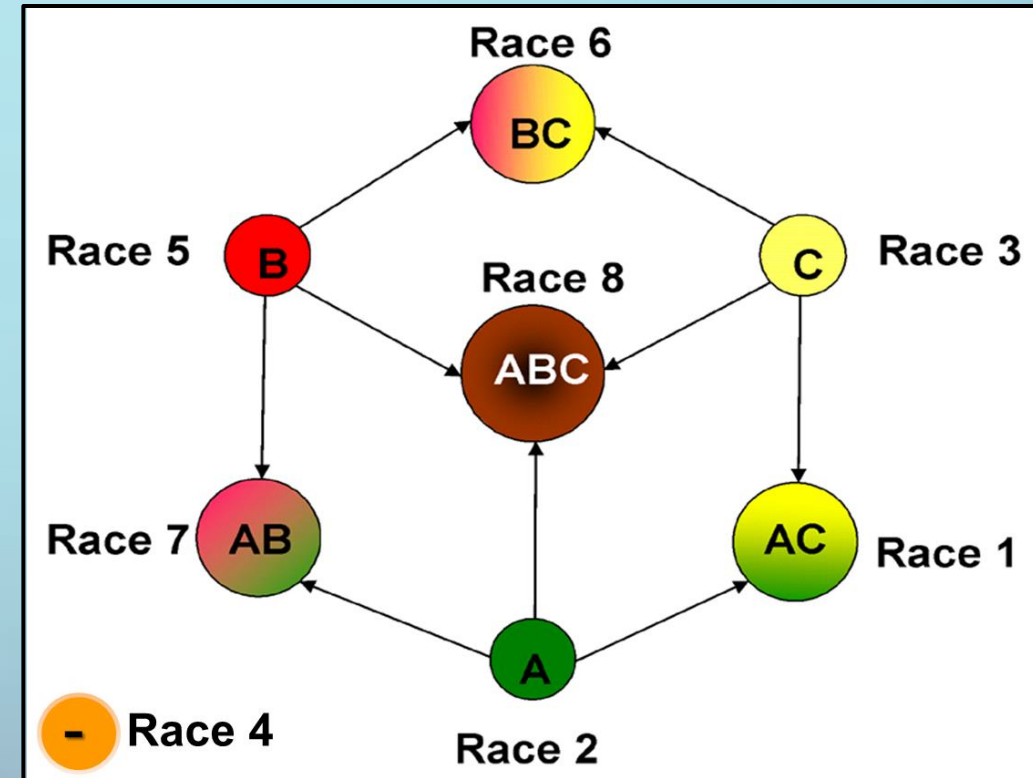 Race 6
BC
Race 5
B
C
Race 3
Race 8
ABC
Race 7
AB
AC
Race 1
A
- Race 4
Race 2